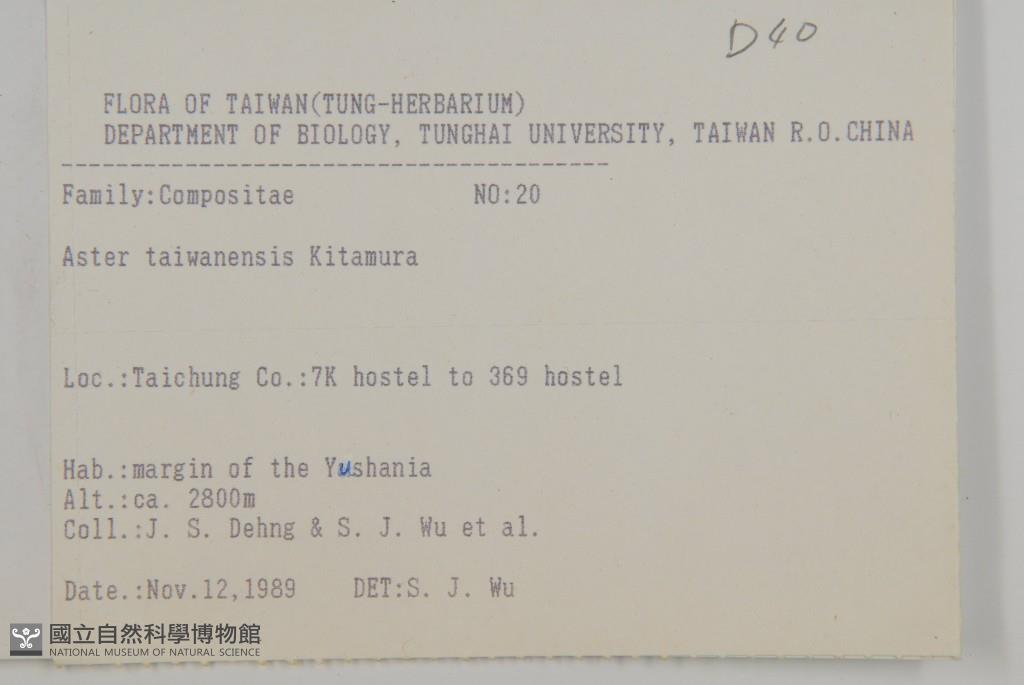 D40
FLORA OF TAIWAN(TUNG-HERBARIUM)
DEPARTMENT OF BIOLOGY, TUNGHAI UNIVERSITY, TAIWAN R.O.CHINA
----------------------------------------
Family:Compositae NO:20
Aster taiwanensis Kitamura
Loc.:Taichung Co.:7K hostel to 369 hostel
Hab.:margin of the Yushania
Alt.:ca. 2800m
Coll.:J. S. Dehng & S. J. Wu et al.
Date.:Nov.12,1989 DET:S. J. Wu
國立自然科學博物館
NATIONAL MUSEUM OF NATURAL SCIENCE